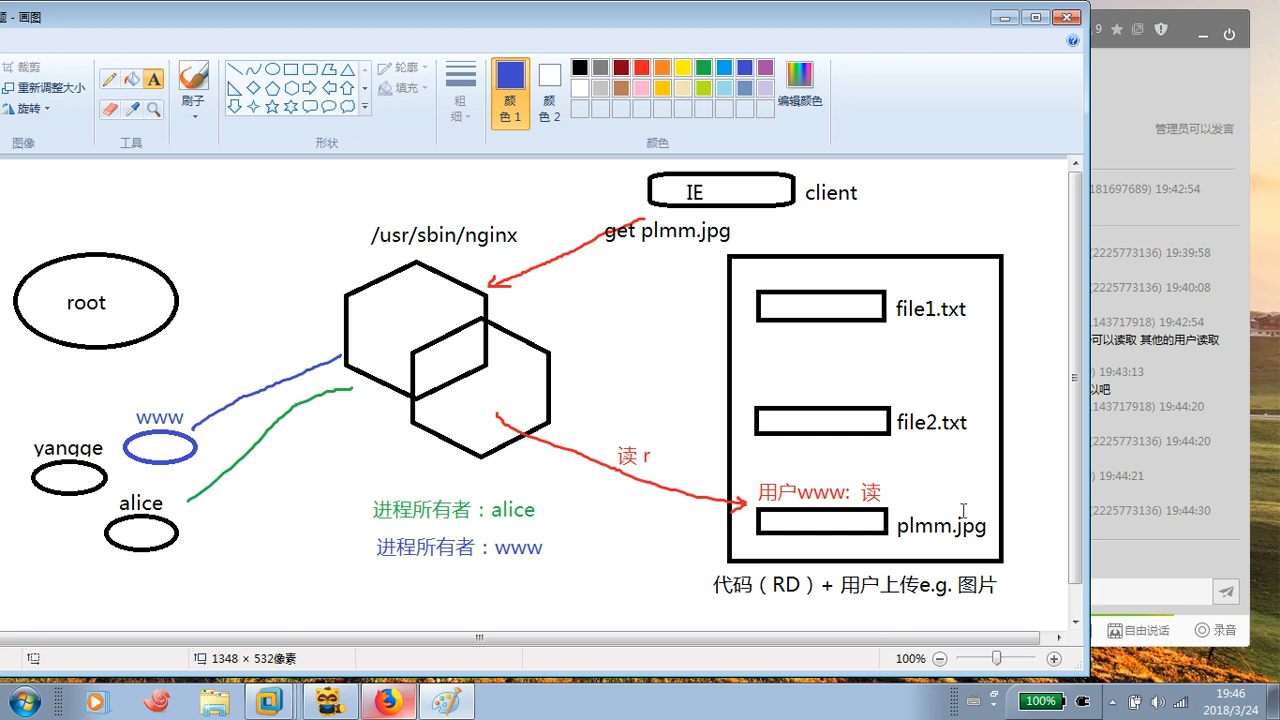 题 - 画图
裁剪
重新调整大小
旋转
图像
工具
刷子
形状
轮廓
填充
粗细
颜色 1
颜色 2
编辑颜色
颜色
IE
client
get plmm.jpg
/usr/sbin/nginx
root
www
yangge
alice
进程所有者：alice
进程所有者：www
读 r
file1.txt
file2.txt
用户www: 读
plmm.jpg
代码（RD）+ 用户上传e.g. 图片
1348 × 532像素
100%
9
管理员可以发言
181697689) 19:42:54
(2225773136) 19:39:58
(2225773136) 19:40:08
(1143717918) 19:42:54
可以读取 其他的用户读取
) 19:43:13
以吧
(1143717918) 19:44:20
(2225773136) 19:44:20
) 19:44:21
(2225773136) 19:44:30
自由说话
录音
100%
19:46
2018/3/24